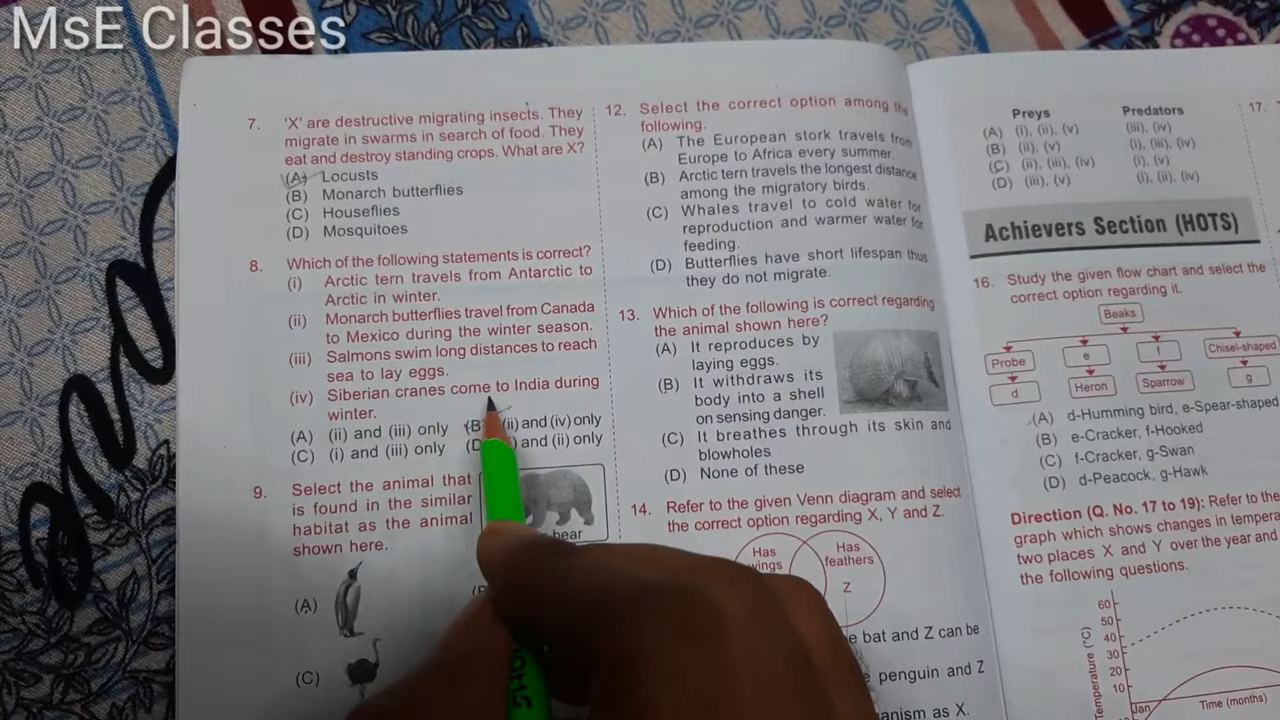 MsE Classes
7. 'X' are destructive migrating insects. They
migrate in swarms in search of food. They
eat and destroy standing crops. What are X?
(A) Locusts
(B) Monarch butterflies
(C) Houseflies
(D) Mosquitoes
8. Which of the following statements is correct?
(i) Arctic tern travels from Antarctic to
Arctic in winter.
(ii) Monarch butterflies travel from Canada
to Mexico during the winter season.
(iii) Salmons swim long distances to reach
sea to lay eggs.
(iv) Siberian cranes come to India during
winter.
(A) (ii) and (iii) only (B) (ii) and (iv) only
(C) (i) and (iii) only (D) and (ii) only
9. Select the animal that
is found in the similar
habitat as the animal
shown here.
bear
(A)
(C)
12. Select the correct option among the
following.
(A) The European stork travels from
Europe to Africa every summer.
(B) Arctic tern travels the longest distance
among the migratory birds.
(C) Whales travel to cold water for
reproduction and warmer water for
feeding.
(D) Butterflies have short lifespan thus
they do not migrate.
13. Which of the following is correct regarding
the animal shown here?
(A) It reproduces by
laying eggs.
(B) It withdraws its
body into a shell
on sensing danger.
(C) It breathes through its skin and
blowholes
(D) None of these
14. Refer to the given Venn diagram and select
the correct option regarding X, Y and Z.
Has
wings
Has
feathers
Z
bat and Z can be
penguin and Z
as X.
Preys Predators
(A) (i), (ii), (v) (iii), (iv)
(B) (ii), (v) (i), (iii), (iv)
(C) (ii), (iii), (iv) (i), (v)
(D) (iii), (v) (i), (ii), (iv)
Achievers Section (HOTS)
16. Study the given flow chart and select the
correct option regarding it.
Beaks
Probe e f Chisel-shaped
d Heron Sparrow g
(A) d-Humming bird, e-Spear-shaped
(B) e-Cracker, f-Hooked
(C) f-Cracker, g-Swan
(D) d-Peacock, g-Hawk
Direction (Q. No. 17 to 19): Refer to the
graph which shows changes in
two places X and Y over the year and
the following questions.
Temperature (°C)
60
50
40
30
20
10
Jan
Time (months)
17.